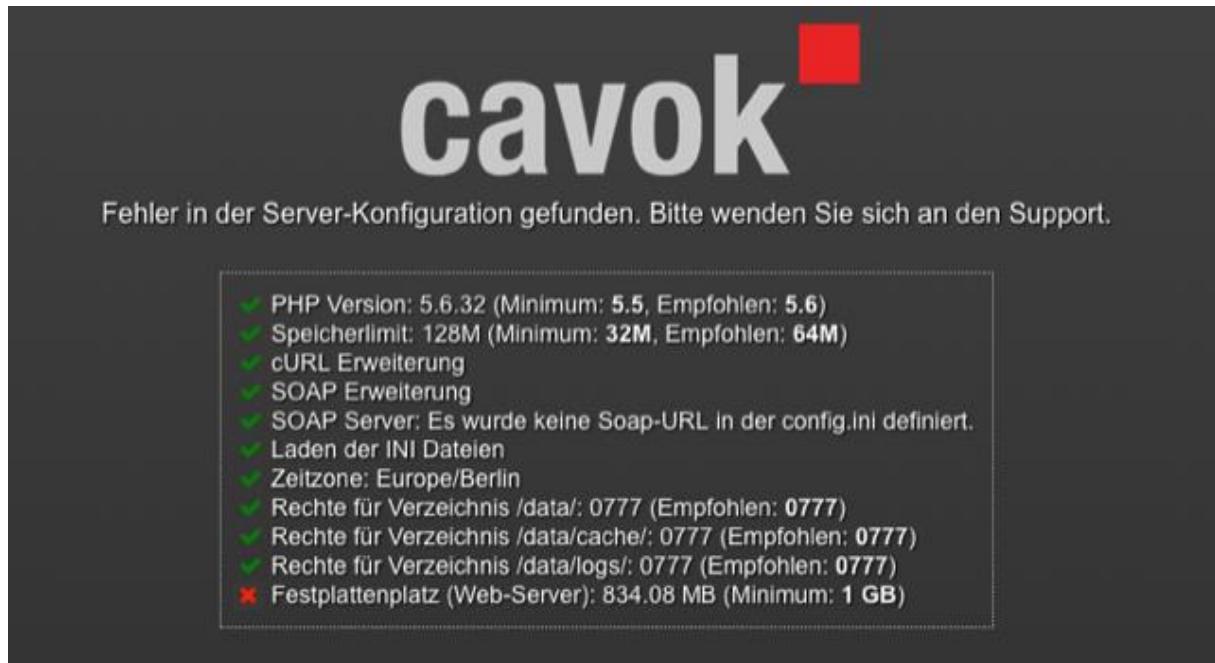 cavok
Fehler in der Server-Konfiguration gefunden. Bitte wenden Sie sich an den Support.
PHP Version: 5.6.32 (Minimum: 5.5, Empfohlen: 5.6)
Speicherlimit: 128M (Minimum: 32M, Empfohlen: 64M)
cURL Erweiterung
SOAP Erweiterung
SOAP Server: Es wurde keine Soap-URL in der config.ini definiert.
Laden der INI Dateien
Zeitzone: Europe/Berlin
Rechte für Verzeichnis /data/: 0777 (Empfohlen: 0777)
Rechte für Verzeichnis /data/cache/: 0777 (Empfohlen: 0777)
Rechte für Verzeichnis /data/logs/: 0777 (Empfohlen: 0777)
Festplattenplatz (Web-Server): 834.08 MB (Minimum: 1 GB)